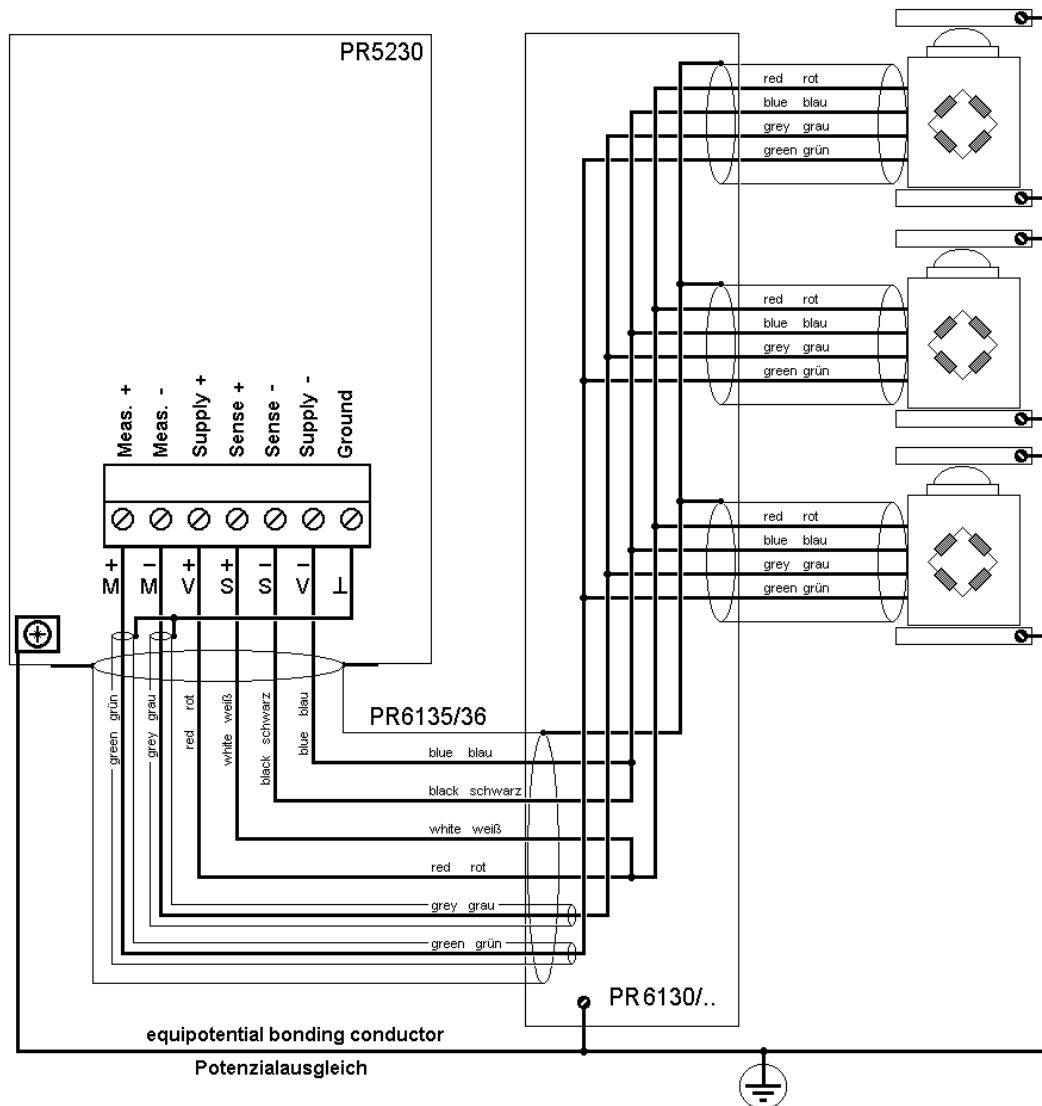 PR5230
red rot
blue blau
grey grau
green grün
red rot
blue blau
grey grau
green grün
red rot
blue blau
grey grau
green grün
Meas. +
Meas. -
Supply +
Sense +
Sense -
Supply -
Ground
+ M
− M
+ V
+ S
− S
− V
⊥
green grün
grey grau
red rot
white weiß
black schwarz
blue blau
PR6135/36
blue blau
black schwarz
white weiß
red rot
grey grau
green grün
PR6130/..
equipotential bonding conductor
Potenzialausgleich